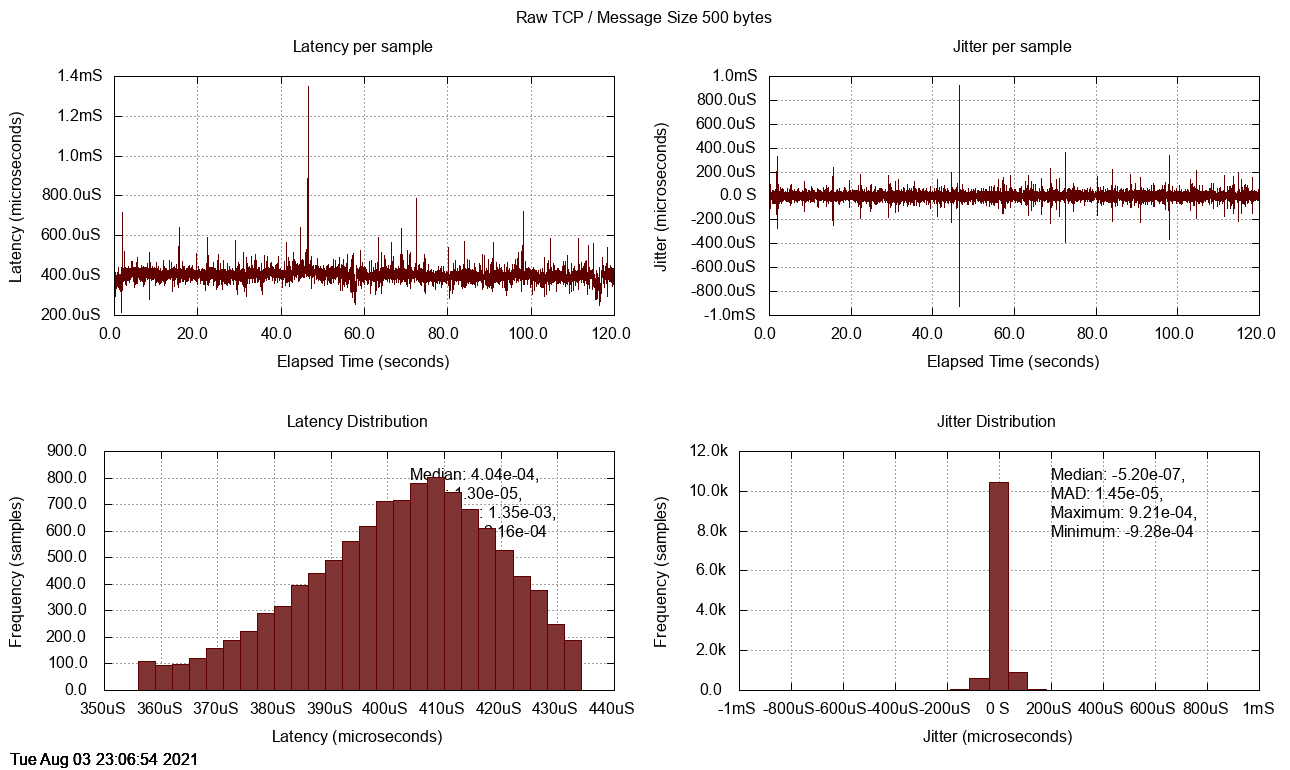 Raw TCP / Message Size 500 bytes
Latency per sample
1.4mS
1.2mS
1.0mS
800.0uS
600.0uS
400.0uS
200.0uS
Latency (microseconds)
0.0 20.0 40.0 60.0 80.0 100.0 120.0
Elapsed Time (seconds)
Jitter per sample
1.0mS
800.0uS
600.0uS
400.0uS
200.0uS
0.0 S
-200.0uS
-400.0uS
-600.0uS
-800.0uS
-1.0mS
Jitter (microseconds)
0.0 20.0 40.0 60.0 80.0 100.0 120.0
Elapsed Time (seconds)
Latency Distribution
900.0
800.0
700.0
600.0
500.0
400.0
300.0
200.0
100.0
0.0
Frequency (samples)
Median: 4.04e-04,
1.30e-05,
: 1.35e-03,
16e-04
350uS 360uS 370uS 380uS 390uS 400uS 410uS 420uS 430uS 440uS
Latency (microseconds)
Jitter Distribution
12.0k
10.0k
8.0k
6.0k
4.0k
2.0k
0.0
Frequency (samples)
Median: -5.20e-07,
MAD: 1.45e-05,
Maximum: 9.21e-04,
Minimum: -9.28e-04
-1mS -800uS -600uS -400uS -200uS 0 S 200uS 400uS 600uS 800uS 1mS
Jitter (microseconds)
Tue Aug 03 23:06:54 2021